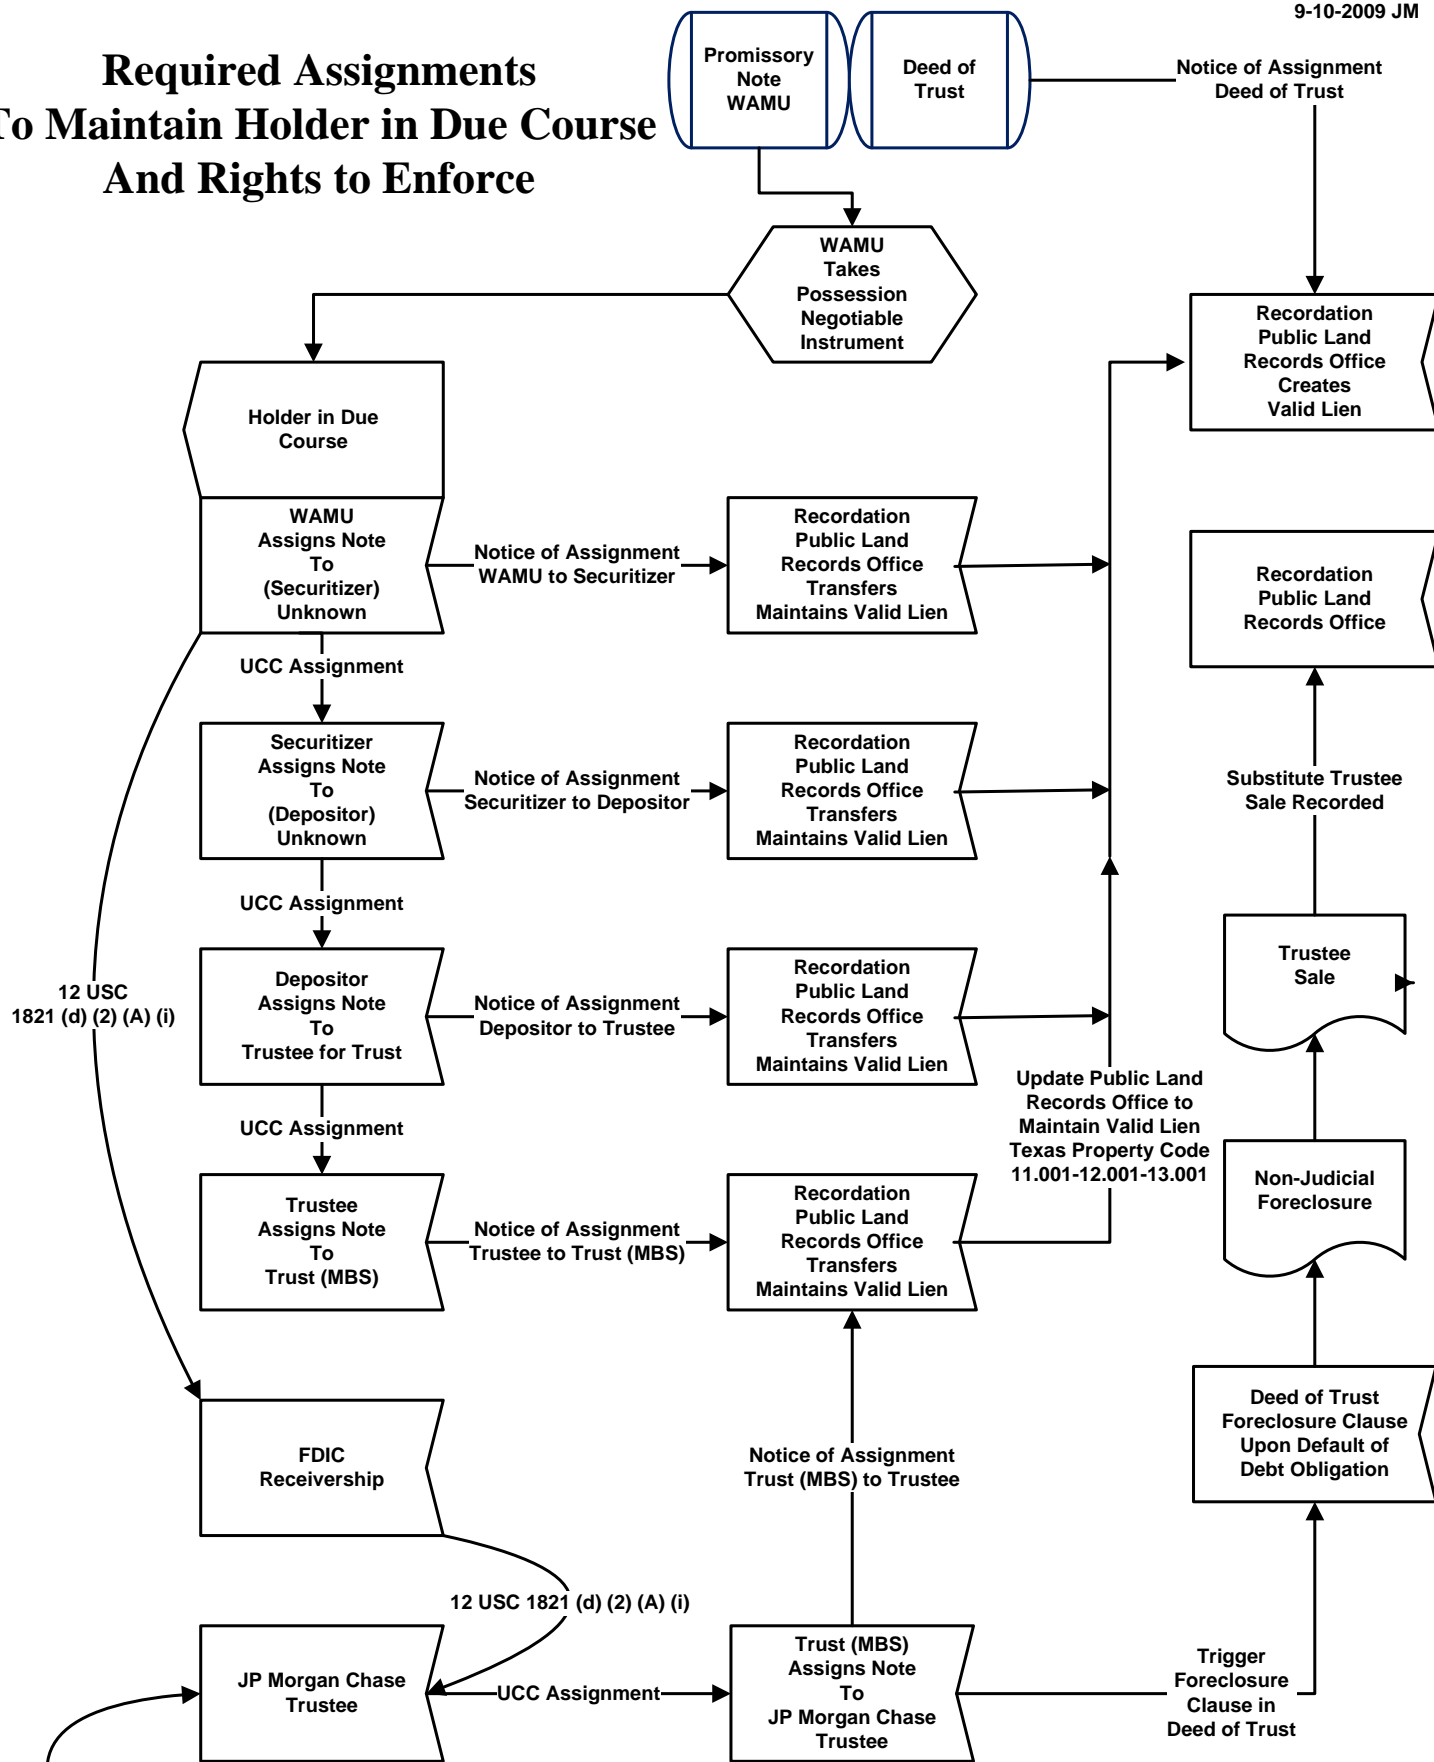 9-10-2009 JM
Required Assignments
To Maintain Holder in Due Course
And Rights to Enforce
Promissory
Note
WAMU
Deed of
Trust
Notice of Assignment
Deed of Trust
WAMU
Takes
Possession
Negotiable
Instrument
Recordation
Public Land
Records Office
Creates
Valid Lien
Holder in Due
Course
WAMU
Assigns Note
To
(Securitizer)
Unknown
Notice of Assignment
WAMU to Securitizer
Recordation
Public Land
Records Office
Transfers
Maintains Valid Lien
Recordation
Public Land
Records Office
UCC Assignment
Securitizer
Assigns Note
To
(Depositor)
Unknown
Notice of Assignment
Securitizer to Depositor
Recordation
Public Land
Records Office
Transfers
Maintains Valid Lien
Substitute Trustee
Sale Recorded
UCC Assignment
Trustee
Sale
12 USC
1821 (d) (2) (A) (i)
Depositor
Assigns Note
To
Trustee for Trust
Notice of Assignment
Depositor to Trustee
Recordation
Public Land
Records Office
Transfers
Maintains Valid Lien
Update Public Land
Records Office to
Maintain Valid Lien
Texas Property Code
11.001-12.001-13.001
UCC Assignment
Non-Judicial
Foreclosure
Trustee
Assigns Note
To
Trust (MBS)
Notice of Assignment
Trustee to Trust (MBS)
Recordation
Public Land
Records Office
Transfers
Maintains Valid Lien
Deed of Trust
Foreclosure Clause
Upon Default of
Debt Obligation
FDIC
Receivership
Notice of Assignment
Trust (MBS) to Trustee
12 USC 1821 (d) (2) (A) (i)
JP Morgan Chase
Trustee
UCC Assignment
Trust (MBS)
Assigns Note
To
JP Morgan Chase
Trustee
Trigger
Foreclosure
Clause in
Deed of Trust